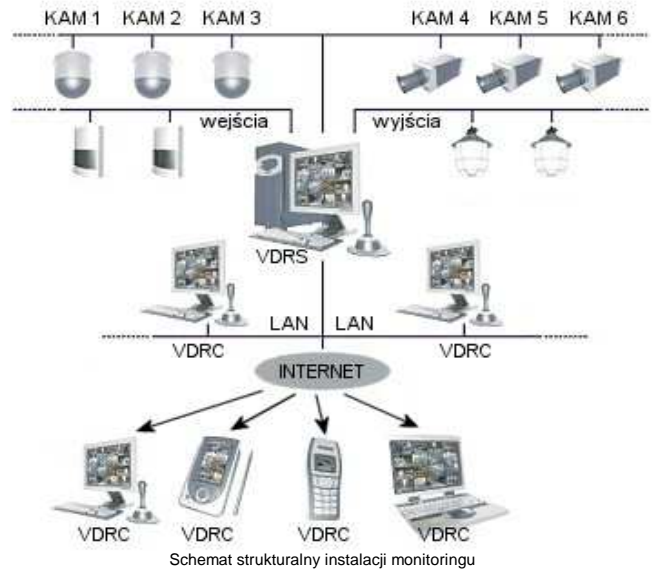 KAM 1 KAM 2 KAM 3 KAM 4 KAM 5 KAM 6
wejścia wyjścia
VDRS
LAN LAN
VDRC VDRC
INTERNET
VDRC VDRC VDRC VDRC
Schemat strukturalny instalacji monitoringu